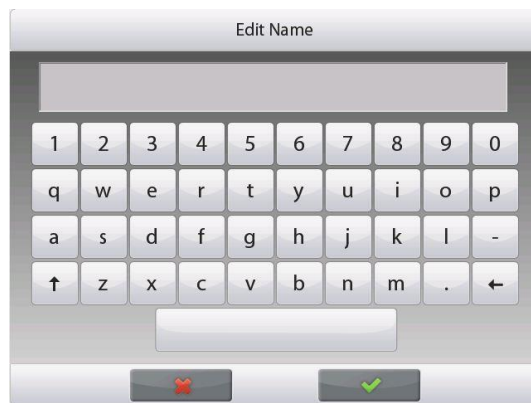 Edit Name
1 2 3 4 5 6 7 8 9 0
q w e r t y u i o p
a s d f g h j k l -
↑ z x c v b n m . ←